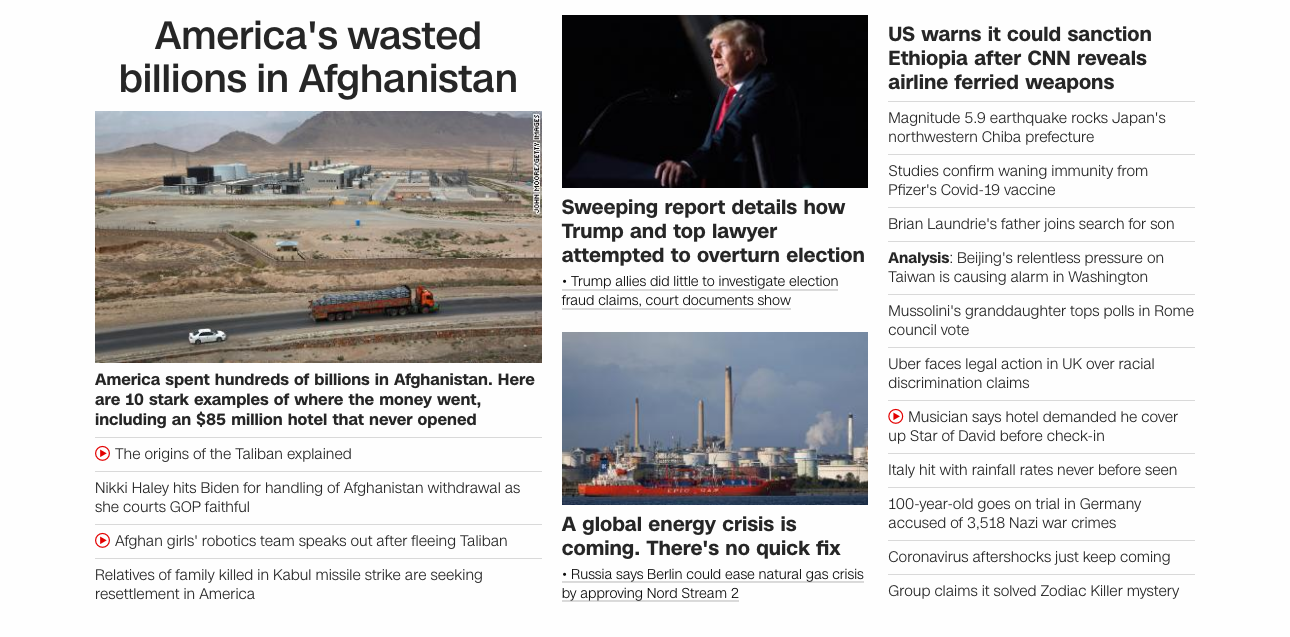 America's wasted
billions in Afghanistan
JOHN MOORE/GETTY IMAGES
America spent hundreds of billions in Afghanistan. Here
are 10 stark examples of where the money went,
including an $85 million hotel that never opened
The origins of the Taliban explained
Nikki Haley hits Biden for handling of Afghanistan withdrawal as
she courts GOP faithful
Afghan girls' robotics team speaks out after fleeing Taliban
Relatives of family killed in Kabul missile strike are seeking
resettlement in America
Sweeping report details how
Trump and top lawyer
attempted to overturn election
• Trump allies did little to investigate election
fraud claims, court documents show
EPIC GAS
A global energy crisis is
coming. There's no quick fix
• Russia says Berlin could ease natural gas crisis
by approving Nord Stream 2
US warns it could sanction
Ethiopia after CNN reveals
airline ferried weapons
Magnitude 5.9 earthquake rocks Japan's
northwestern Chiba prefecture
Studies confirm waning immunity from
Pfizer's Covid-19 vaccine
Brian Laundrie's father joins search for son
Analysis: Beijing's relentless pressure on
Taiwan is causing alarm in Washington
Mussolini's granddaughter tops polls in Rome
council vote
Uber faces legal action in UK over racial
discrimination claims
Musician says hotel demanded he cover
up Star of David before check-in
Italy hit with rainfall rates never before seen
100-year-old goes on trial in Germany
accused of 3,518 Nazi war crimes
Coronavirus aftershocks just keep coming
Group claims it solved Zodiac Killer mystery